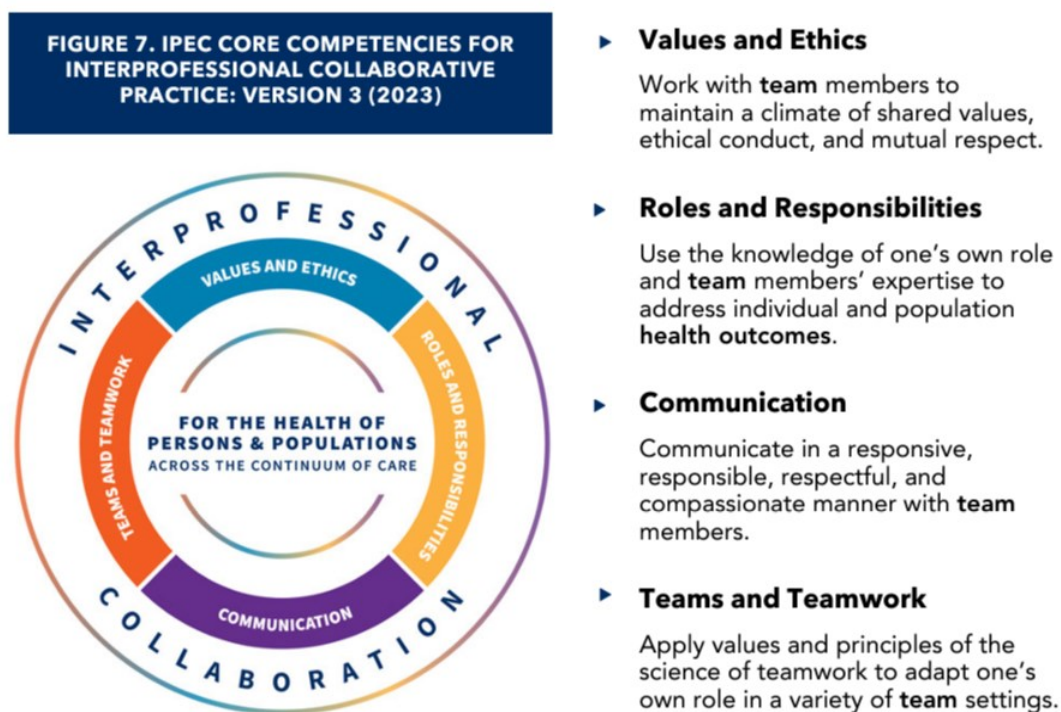 FIGURE 7. IPEC CORE COMPETENCIES FOR
INTERPROFESSIONAL COLLABORATIVE
PRACTICE: VERSION 3 (2023)
INTERPROFESSIONAL
VALUES AND ETHICS
ROLES AND RESPONSIBILITIES
TEAMS AND TEAMWORK
FOR THE HEALTH OF
PERSONS & POPULATIONS
ACROSS THE CONTINUUM OF CARE
COMMUNICATION
COLLABORATION
Values and Ethics
Work with team members to
maintain a climate of shared values,
ethical conduct, and mutual respect.
Roles and Responsibilities
Use the knowledge of one's own role
and team members' expertise to
address individual and population
health outcomes.
Communication
Communicate in a responsive,
responsible, respectful, and
compassionate manner with team
members.
Teams and Teamwork
Apply values and principles of the
science of teamwork to adapt one's
own role in a variety of team settings.